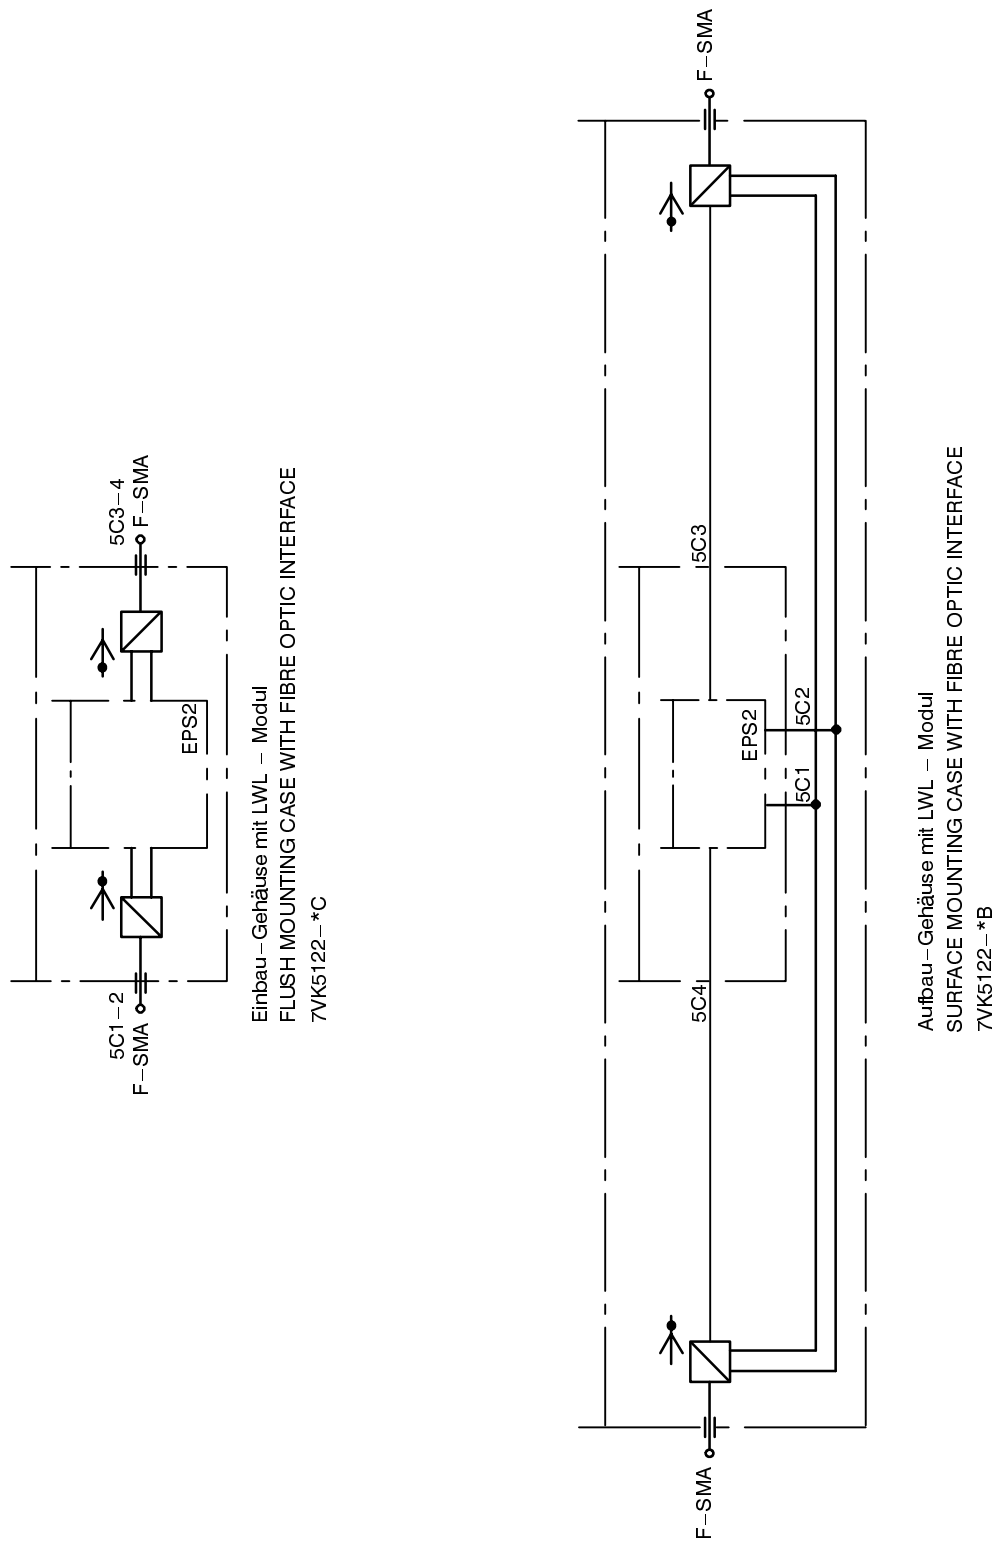 5C1–2
F–SMA
5C3–4
F–SMA
EPS2
Einbau–Gehäuse mit LWL – Modul
FLUSH MOUNTING CASE WITH FIBRE OPTIC INTERFACE
7VK5122–*C
F–SMA
5C4
5C3
F–SMA
EPS2
5C1
5C2
Aufbau–Gehäuse mit LWL – Modul
SURFACE MOUNTING CASE WITH FIBRE OPTIC INTERFACE
7VK5122–*B